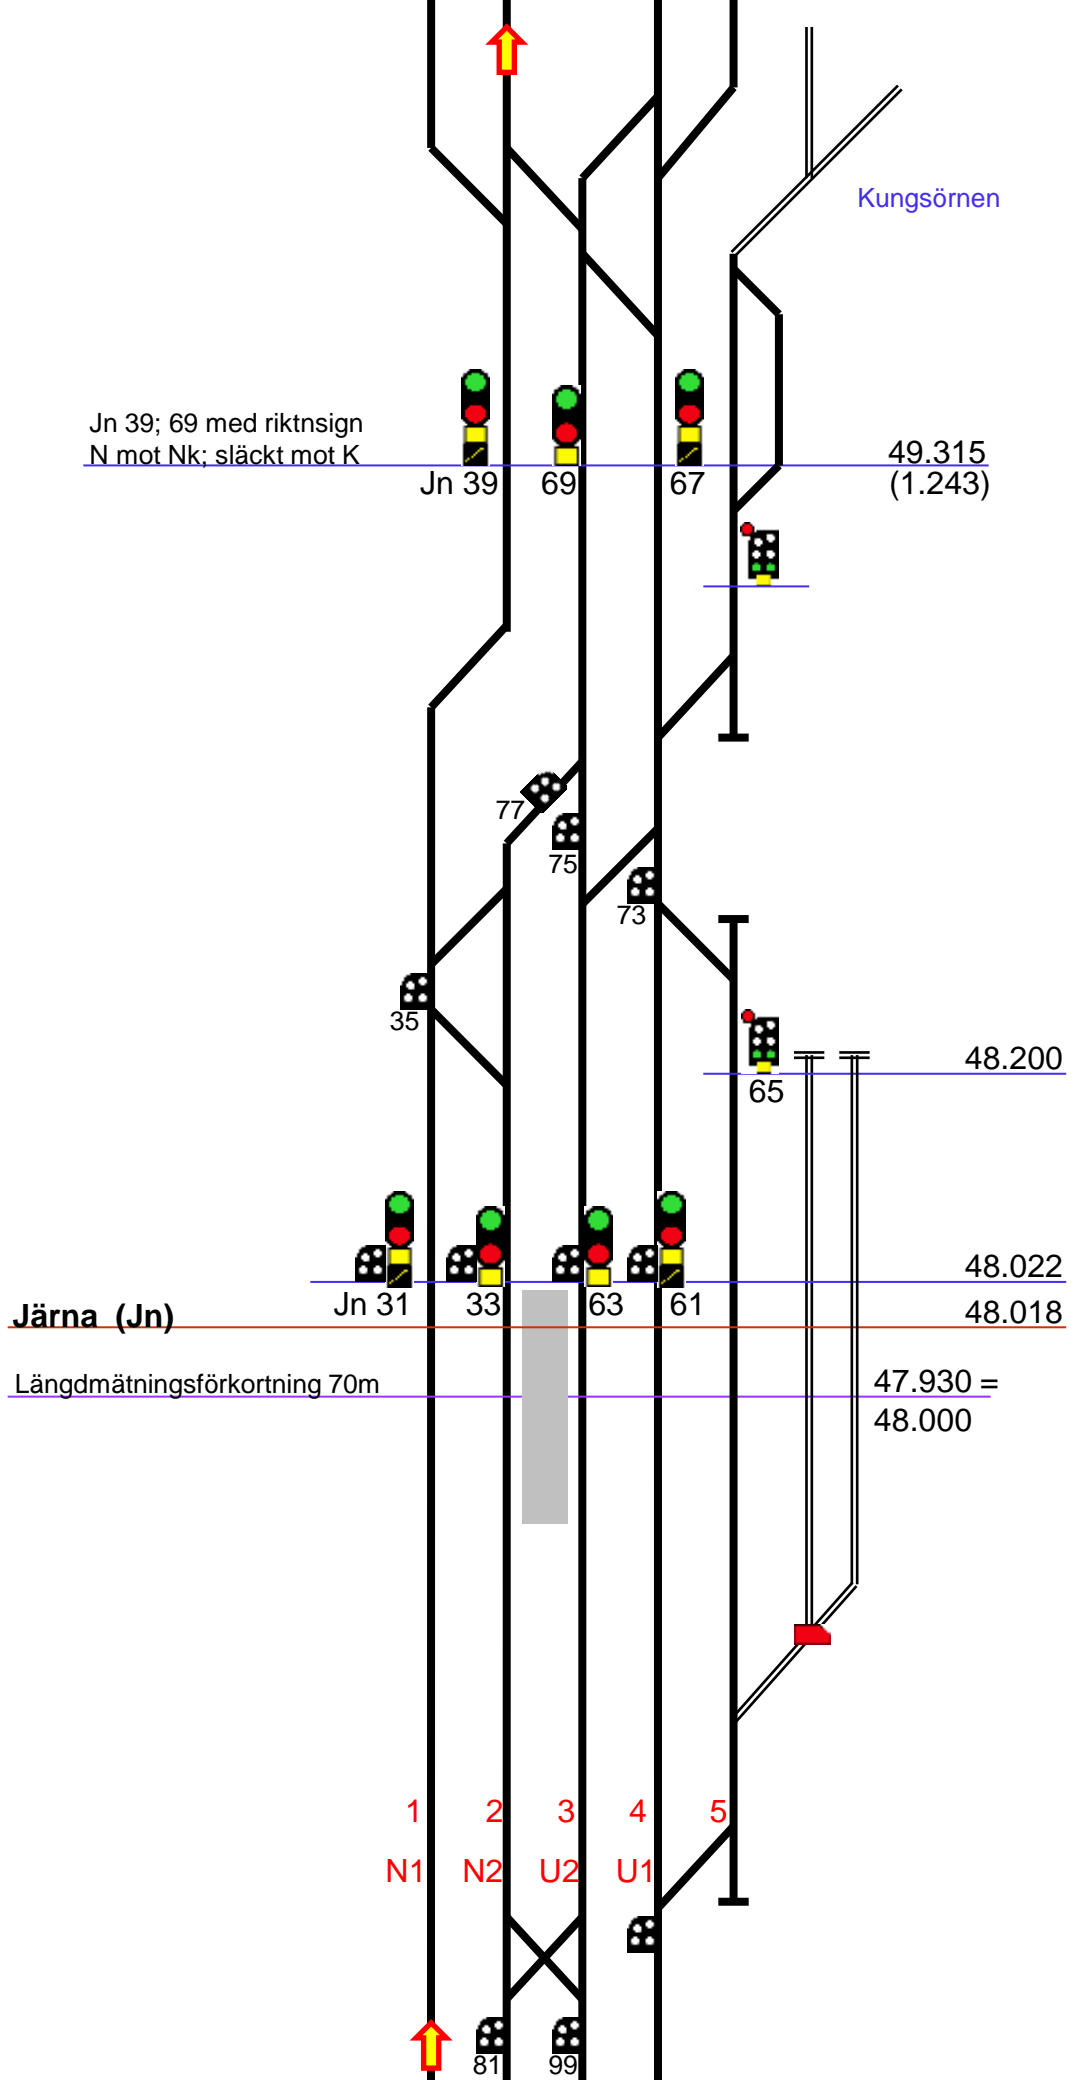 Kungsörnen
Jn 39; 69 med riktnsign
N mot Nk; släckt mot K
49.315
(1.243)
Jn 39
69
67
77
75
73
35
48.200
65
48.022
Jn 31
33
63
61
Järna (Jn)
48.018
Längdmätningsförkortning 70m
47.930 =
48.000
1 2 3 4 5
N1 N2 U2 U1
81
99